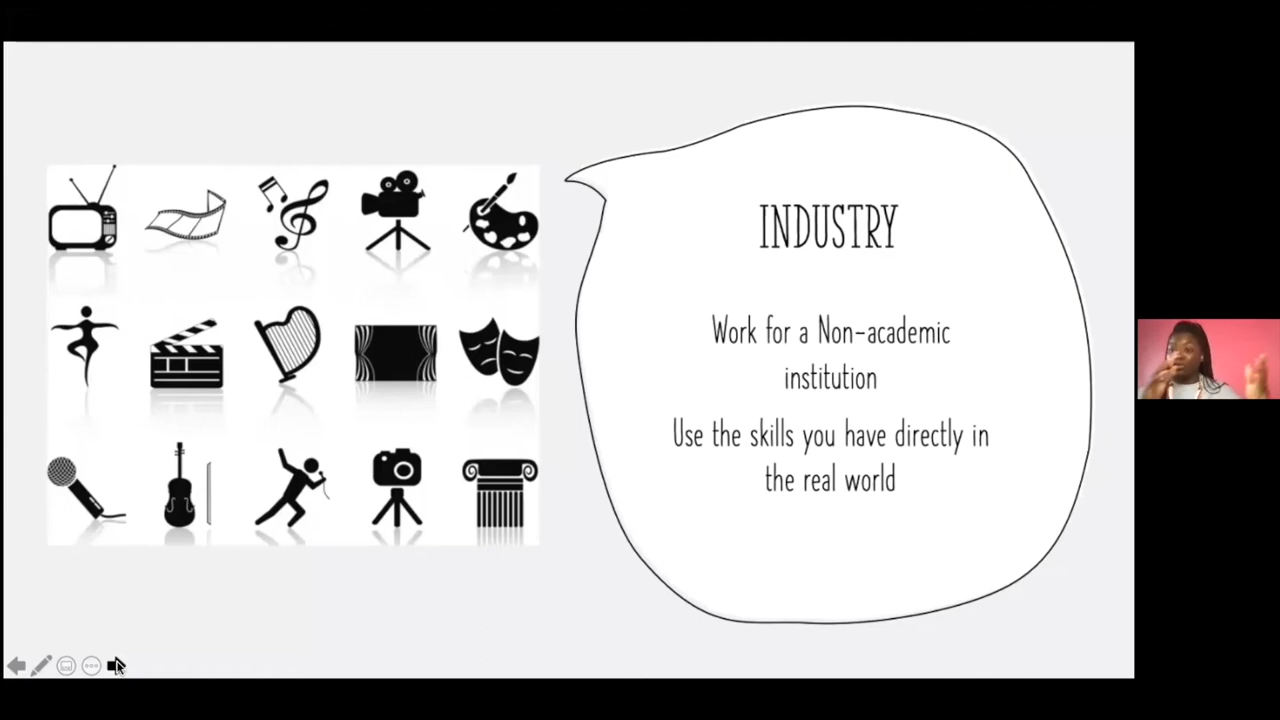 INDUSTRY
Work for a Non-academic
institution
Use the skills you have directly in
the real world